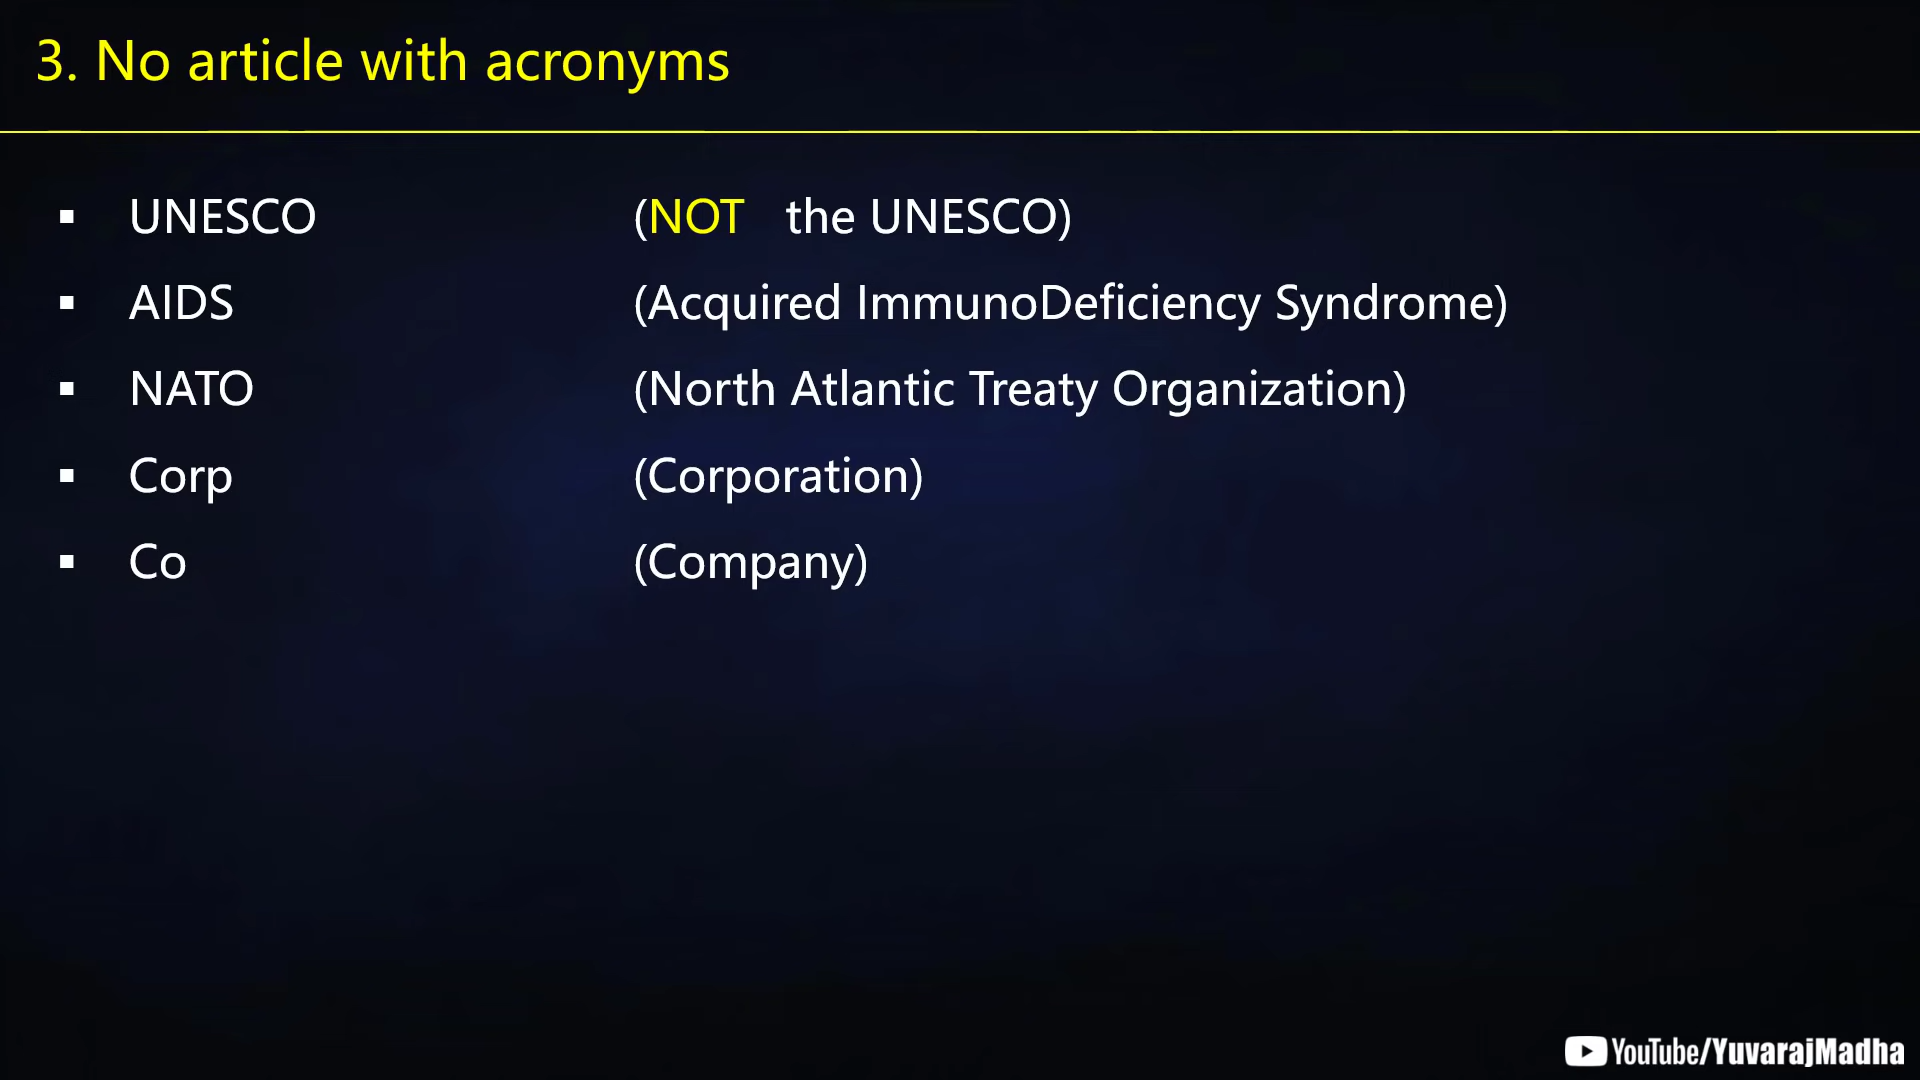 3. No article with acronyms
▪ UNESCO (NOT the UNESCO)
▪ AIDS (Acquired ImmunoDeficiency Syndrome)
▪ NATO (North Atlantic Treaty Organization)
▪ Corp (Corporation)
▪ Co (Company)
YouTube/YuvarajMadha